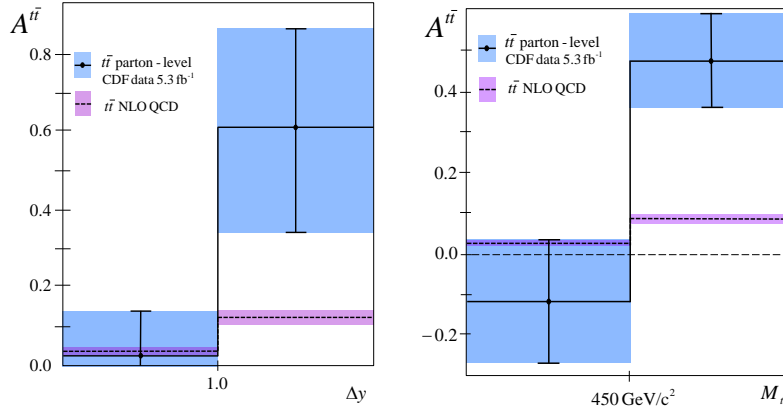 A^{tt̄}
0.8
0.6
0.4
0.2
0.0
tt̄ parton - level
CDF data 5.3 fb⁻¹
tt̄ NLO QCD
1.0
Δy
A^{tt̄}
0.4
0.2
0.0
−0.2
tt̄ parton - level
CDF data 5.3 fb⁻¹
tt̄ NLO QCD
450 GeV/c²
M